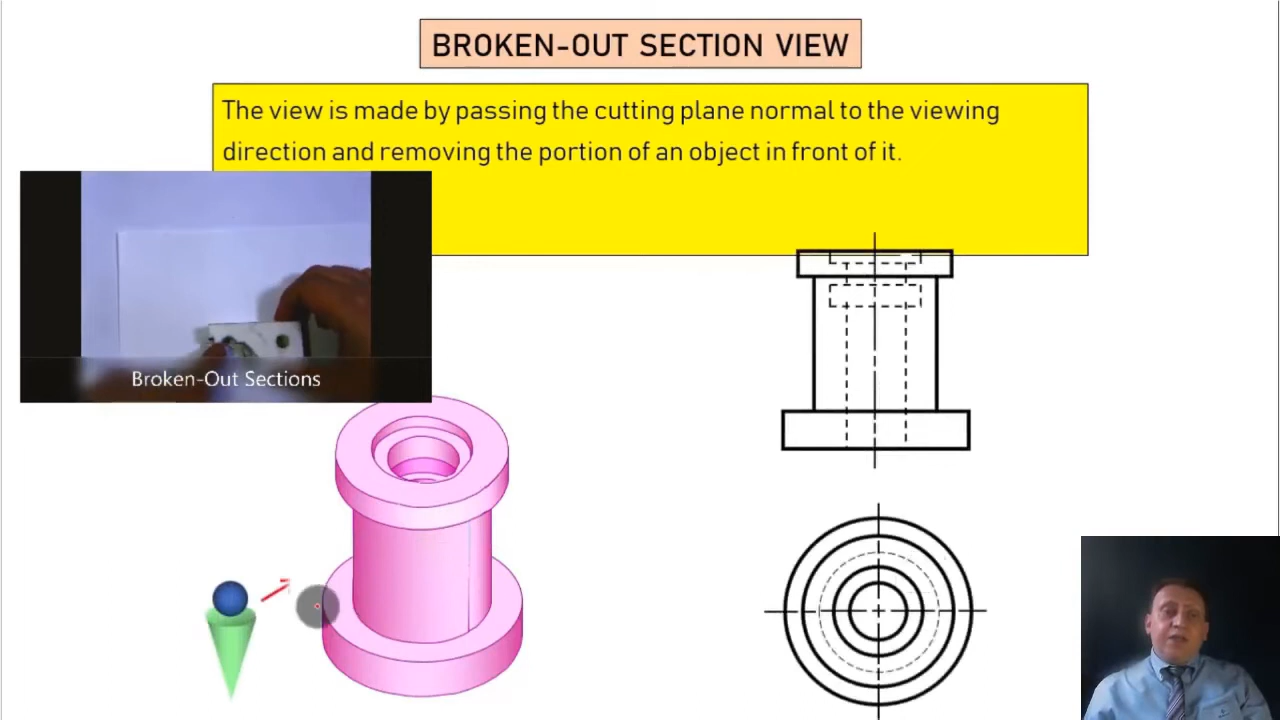 BROKEN-OUT SECTION VIEW
The view is made by passing the cutting plane normal to the viewing
direction and removing the portion of an object in front of it.
Broken-Out Sections